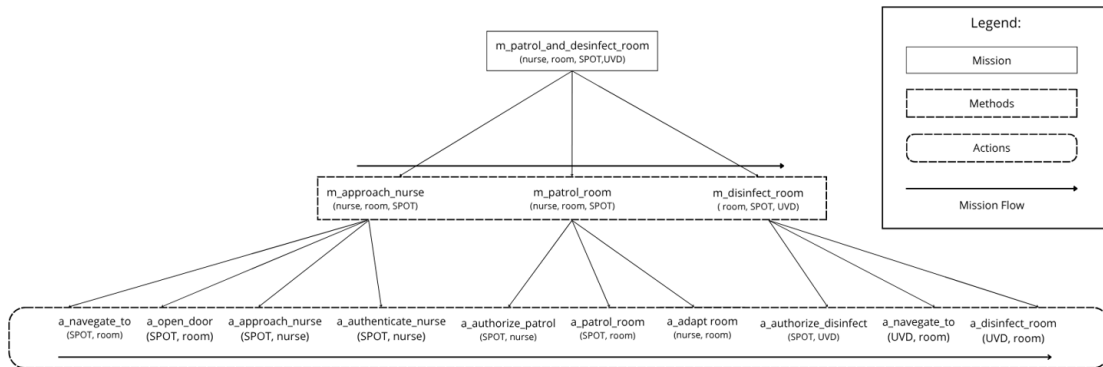 Legend:
m_patrol_and_desinfect_room
(nurse, room, SPOT,UVD)
Mission
Methods
Actions
Mission Flow
m_approach_nurse
(nurse, room, SPOT)
m_patrol_room
(nurse, room, SPOT)
m_disinfect_room
( room, SPOT, UVD)
a_navegate_to
(SPOT, room)
a_open_door
(SPOT, room)
a_approach_nurse
(SPOT, nurse)
a_authenticate_nurse
(SPOT, nurse)
a_authorize_patrol
(SPOT, nurse)
a_patrol_room
(SPOT, room)
a_adapt room
(nurse, room)
a_authorize_disinfect
(SPOT, UVD)
a_navegate_to
(UVD, room)
a_disinfect_room
(UVD, room)